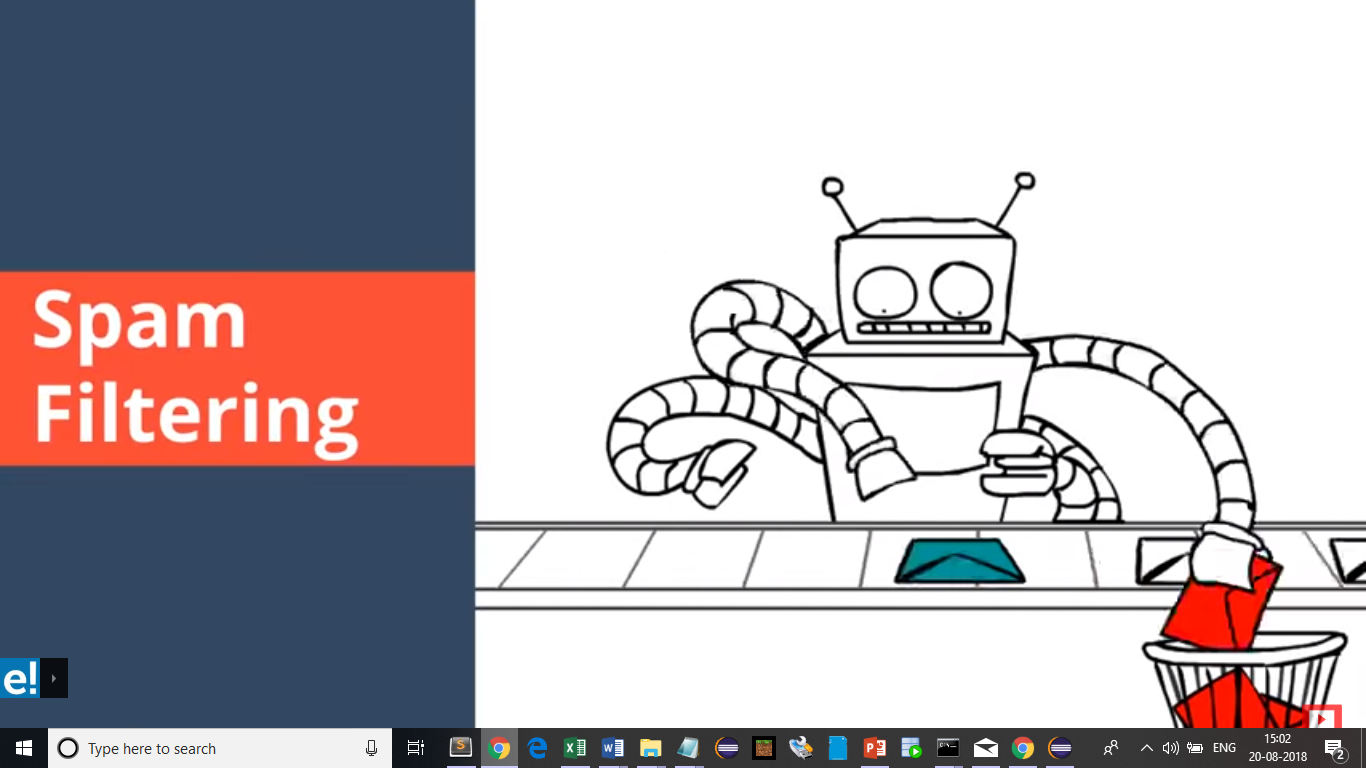 Spam
Filtering
e!
Type here to search
ENG
15:02
20-08-2018
2